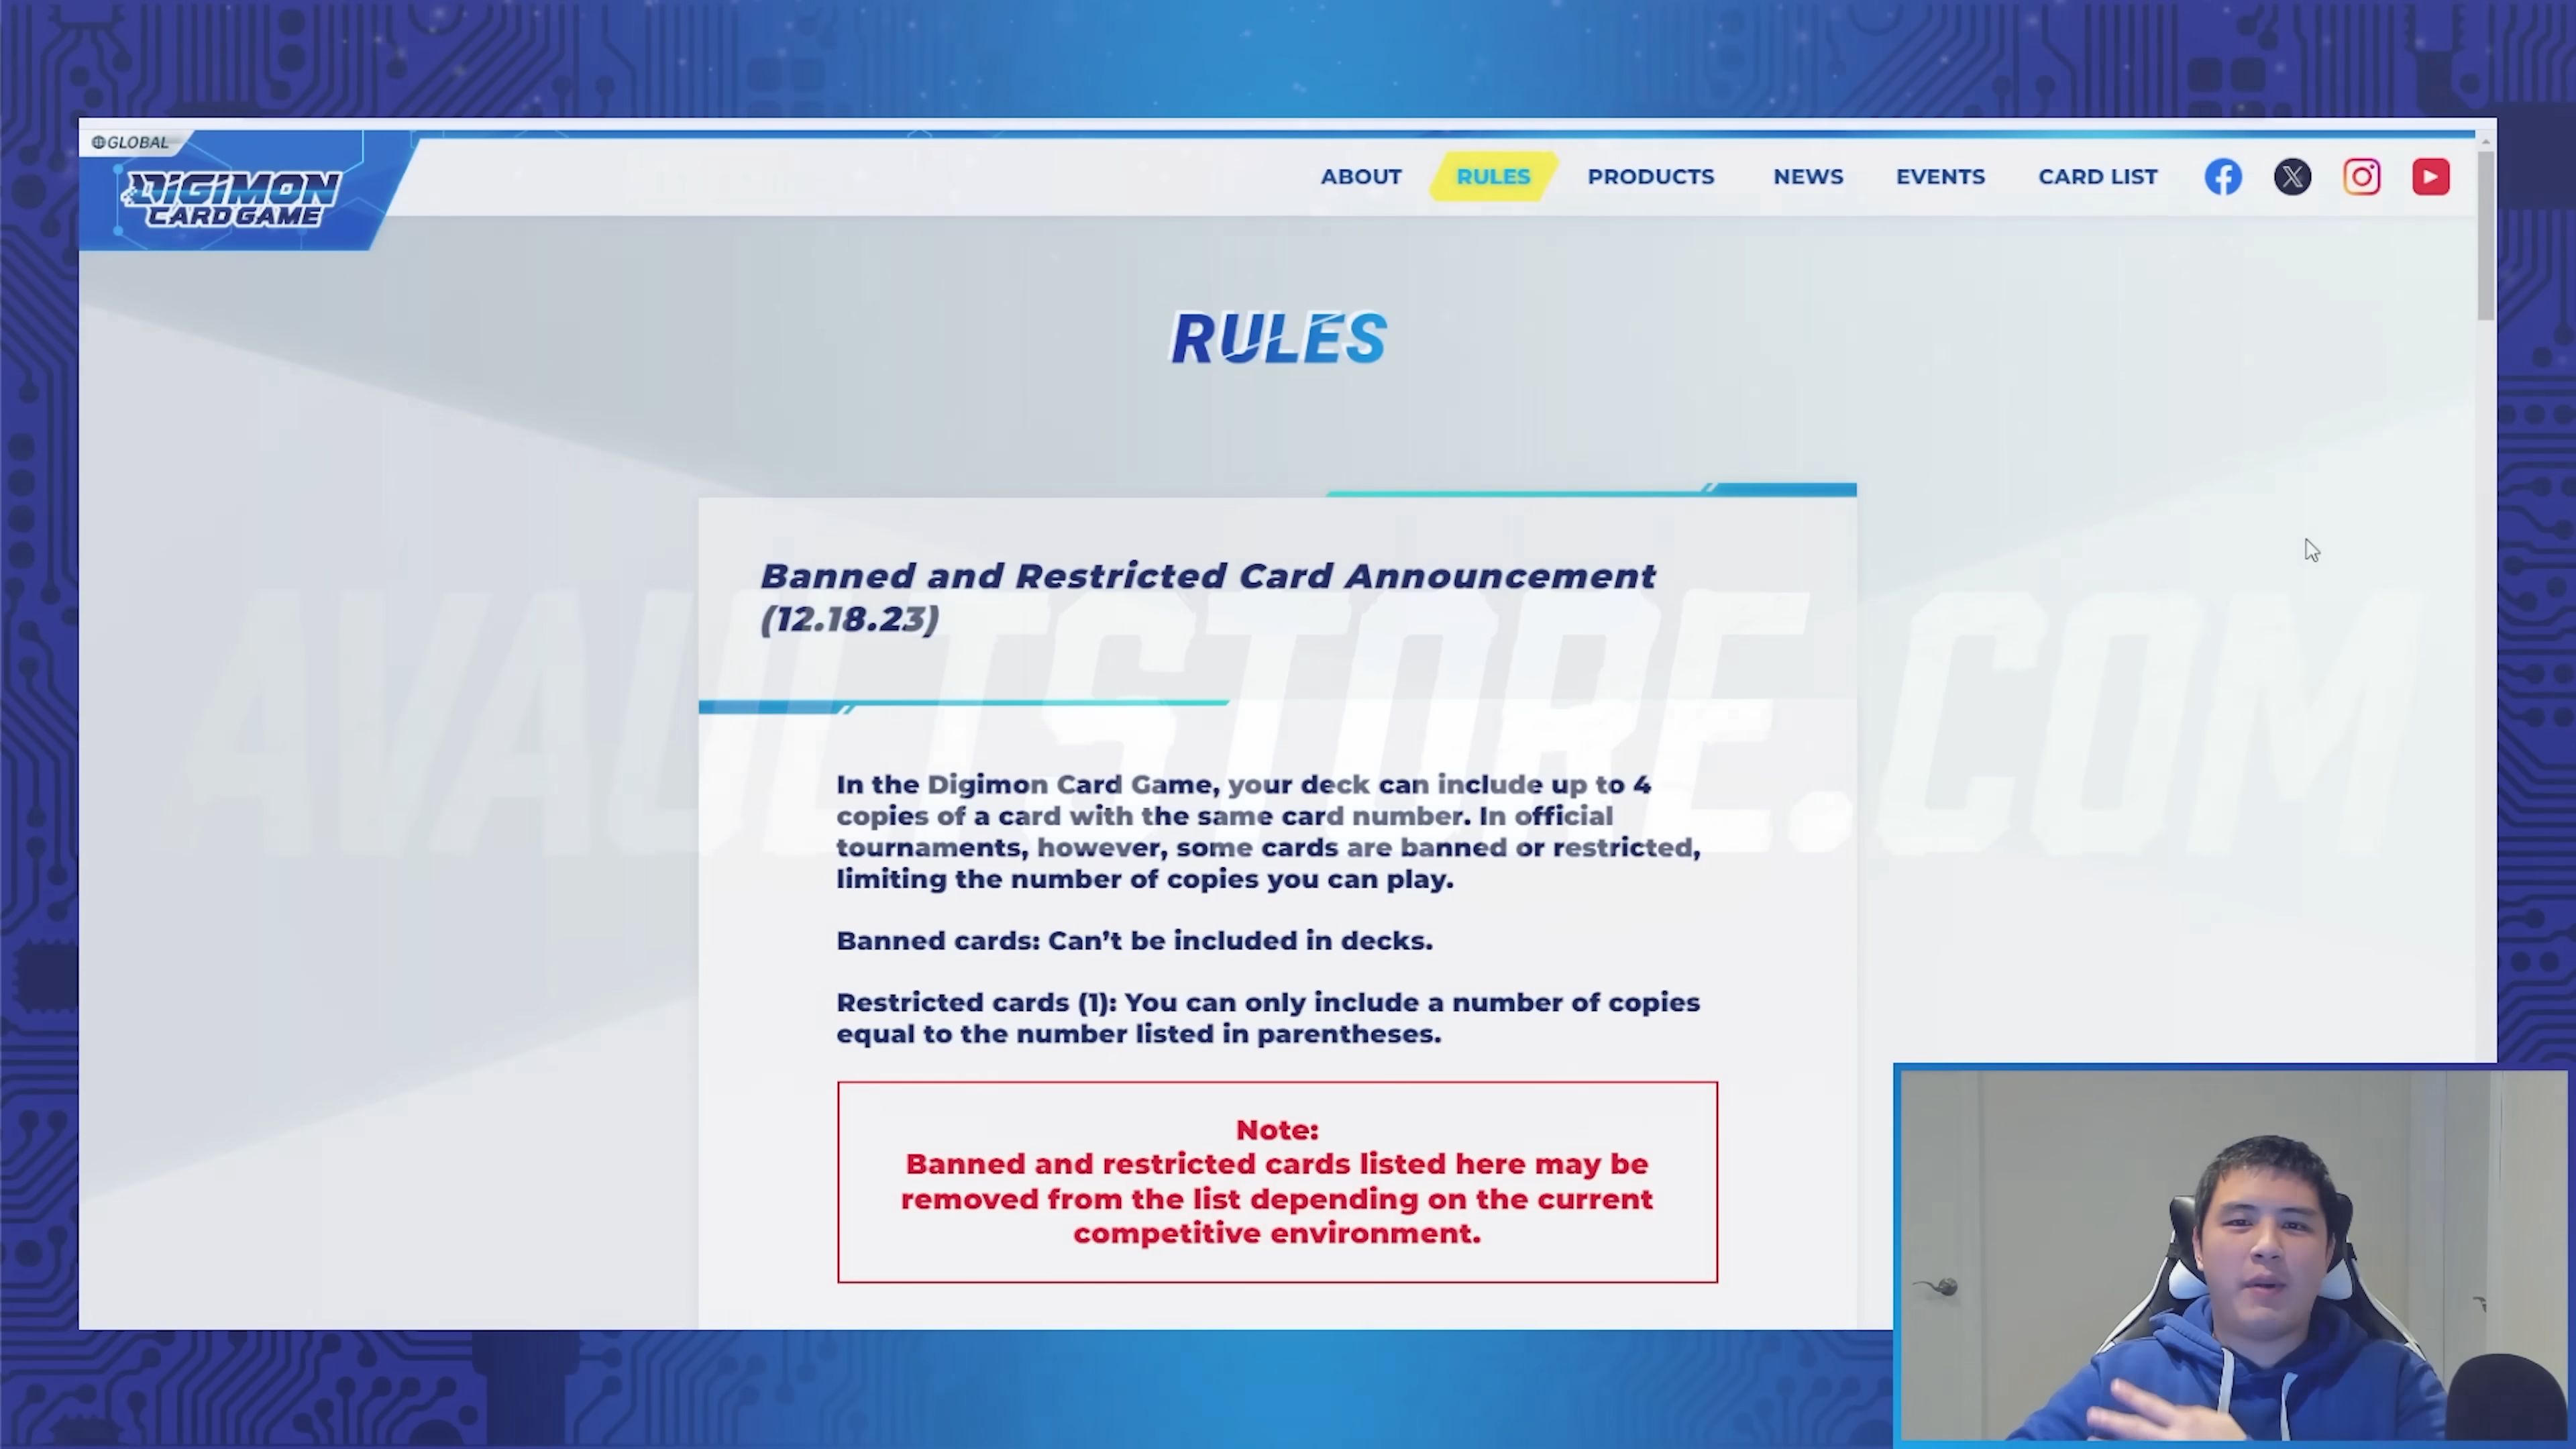 GLOBAL
DIGIMON
CARD GAME
ABOUT
RULES
PRODUCTS
NEWS
EVENTS
CARD LIST
RULES
Banned and Restricted Card Announcement
(12.18.23)
AVAULTSTORE.COM
In the Digimon Card Game, your deck can include up to 4
copies of a card with the same card number. In official
tournaments, however, some cards are banned or restricted,
limiting the number of copies you can play.
Banned cards: Can’t be included in decks.
Restricted cards (1): You can only include a number of copies
equal to the number listed in parentheses.
Note:
Banned and restricted cards listed here may be
removed from the list depending on the current
competitive environment.